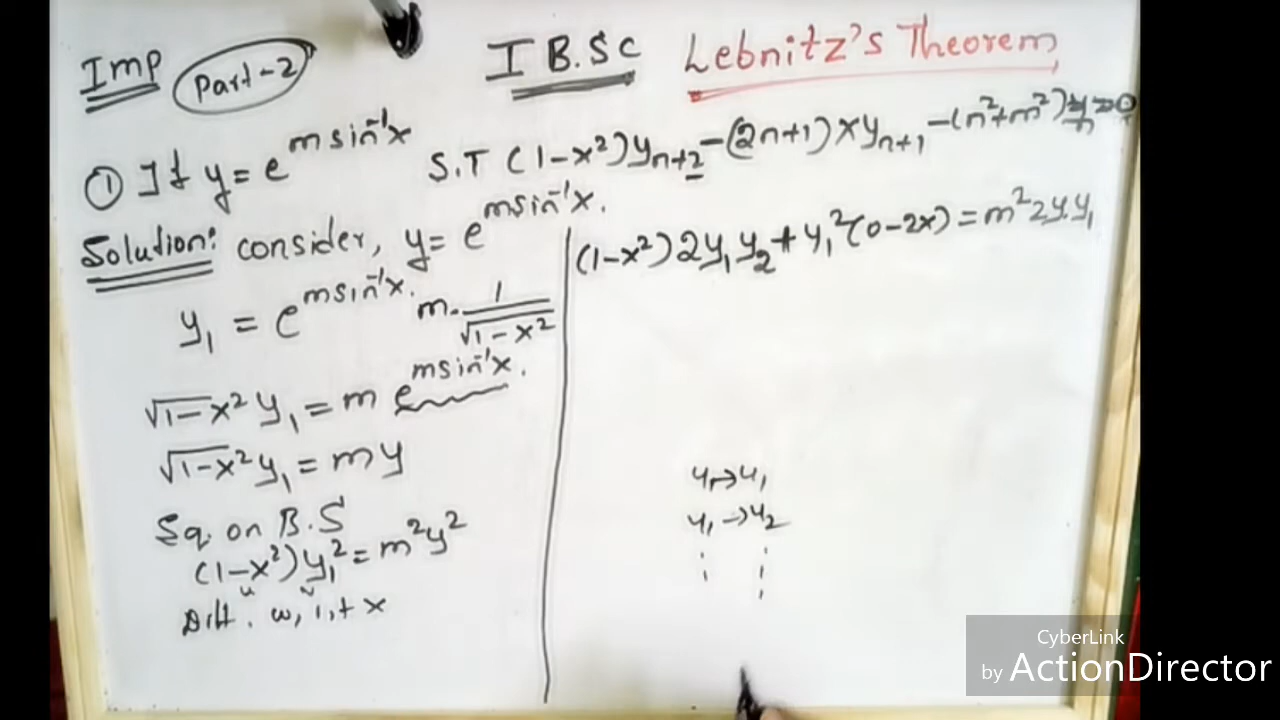 Imp Part-2 I B.Sc Lebnitz's Theorem
① If y = e^{m sin⁻¹x} S.T (1-x²)y_{n+2} -(2n+1)xy_{n+1} -(n²+m²)y_n=0
Solution: consider, y= e^{msin⁻¹x}.
y₁ = e^{msin⁻¹x}. m. 1/√(1-x²)
√(1-x²) y₁ = m e^{msin⁻¹x}.
√(1-x²) y₁ = my
Sq. on B.S
(1-x²) y₁² = m²y²
u v
Diff. w.r.t x
(1-x²) 2y₁y₂ + y₁²(0-2x) = m²2y.y₁
y → y₁
y₁ → y₂
CyberLink
by ActionDirector